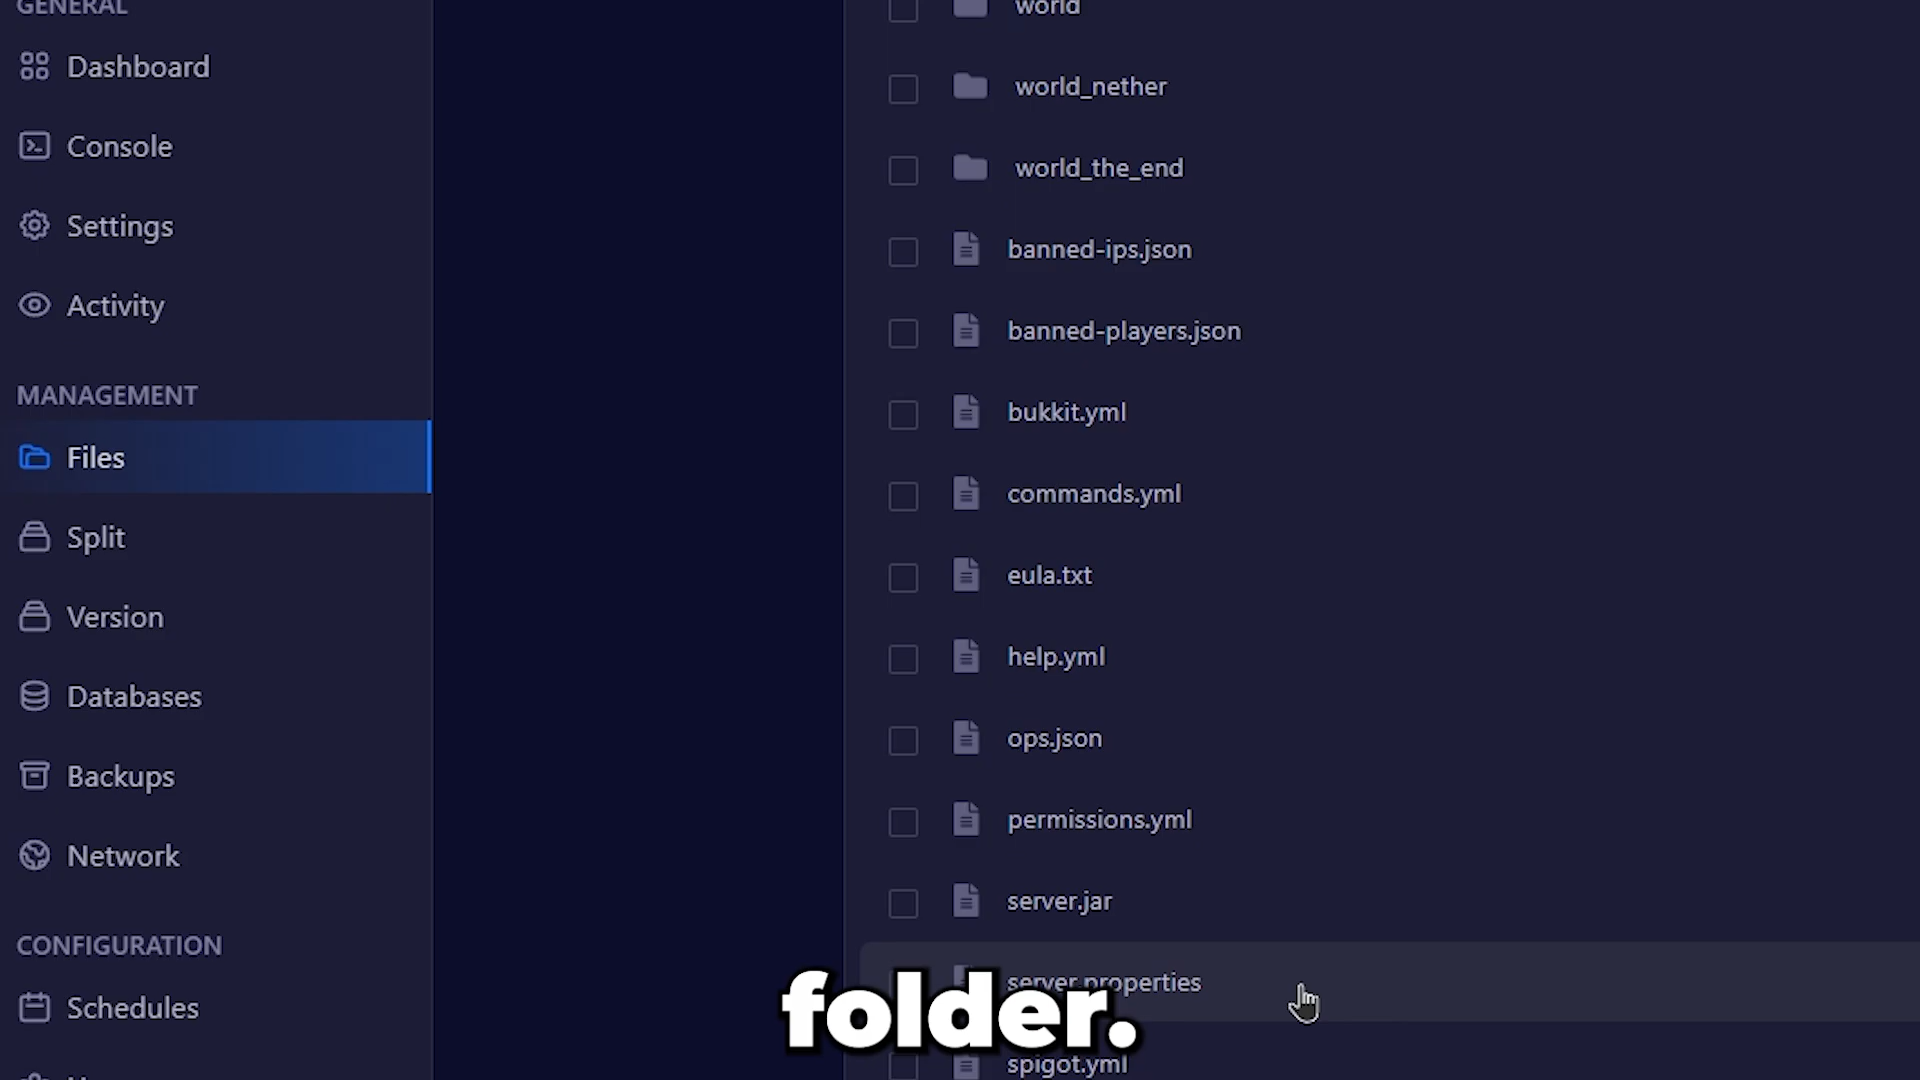 GENERAL
Dashboard
Console
Settings
Activity
MANAGEMENT
Files
Split
Version
Databases
Backups
Network
CONFIGURATION
Schedules
world
world_nether
world_the_end
banned-ips.json
banned-players.json
bukkit.yml
commands.yml
eula.txt
help.yml
ops.json
permissions.yml
server.jar
server.properties
spigot.yml
folder.